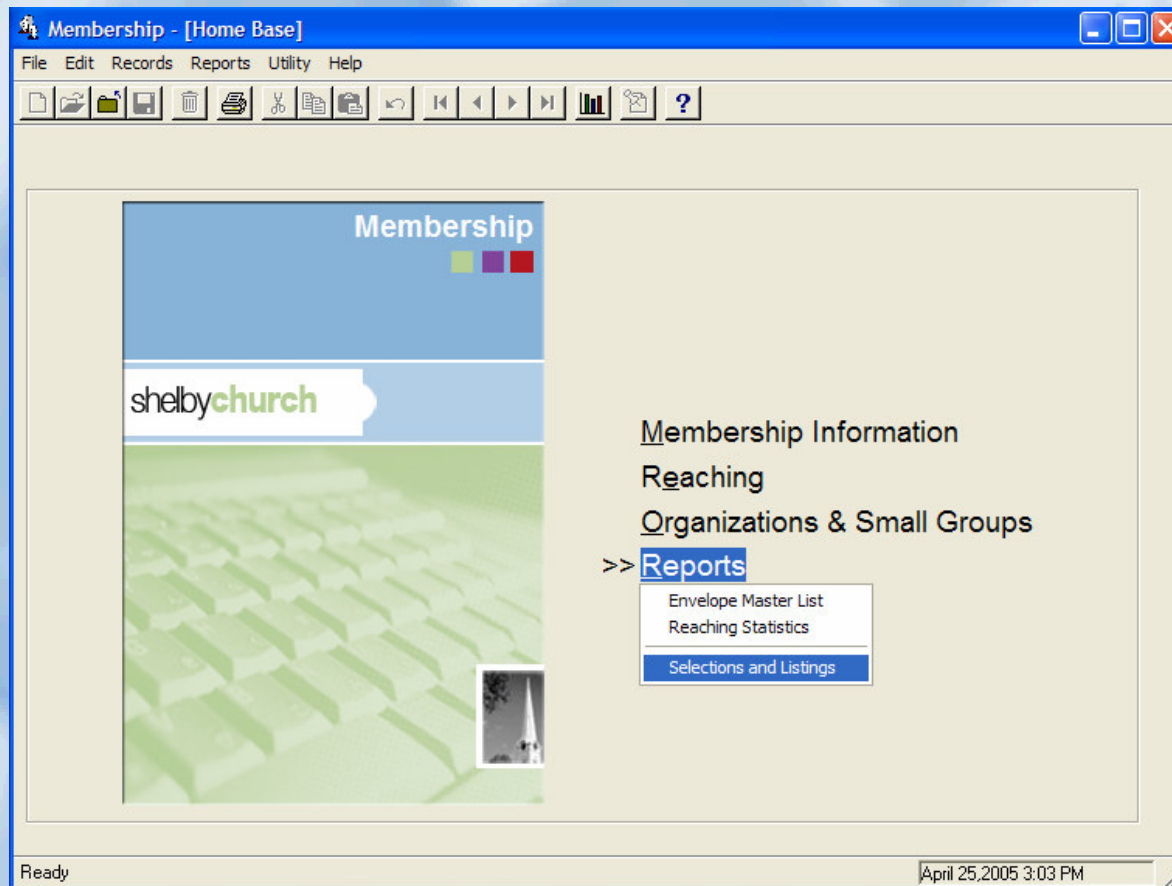 Membership - [Home Base]
File Edit Records Reports Utility Help
?
Membership
shelbychurch
Membership Information
Reaching
Organizations & Small Groups
>> Reports
Envelope Master List
Reaching Statistics
Selections and Listings
Ready
April 25,2005 3:03 PM